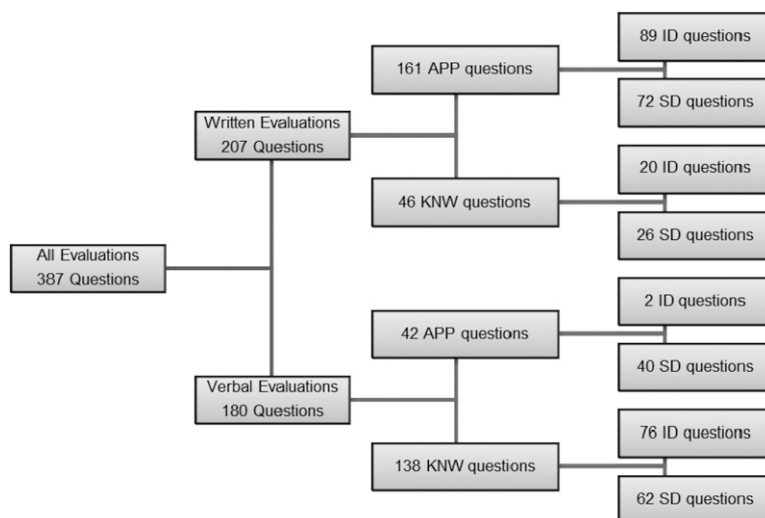 89 ID questions
161 APP questions
72 SD questions
Written Evaluations
207 Questions
20 ID questions
46 KNW questions
26 SD questions
All Evaluations
387 Questions
2 ID questions
42 APP questions
40 SD questions
Verbal Evaluations
180 Questions
76 ID questions
138 KNW questions
62 SD questions